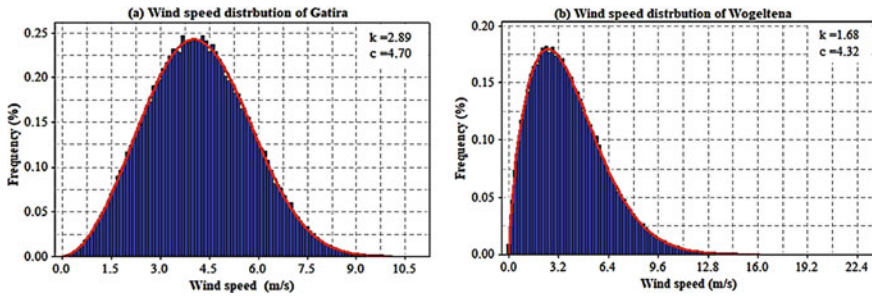 (a) Wind speed distrbution of Gatira
k =2.89
c =4.70
Frequency (%)
0.25
0.20
0.15
0.10
0.05
0.00
0.0 1.5 3.0 4.5 6.0 7.5 9.0 10.5
Wind speed (m/s)
(b) Wind speed distrbution of Wogeltena
k =1.68
c =4.32
Frequency (%)
0.20
0.15
0.10
0.05
0.00
0.0 3.2 6.4 9.6 12.8 16.0 19.2 22.4
Wind speed (m/s)